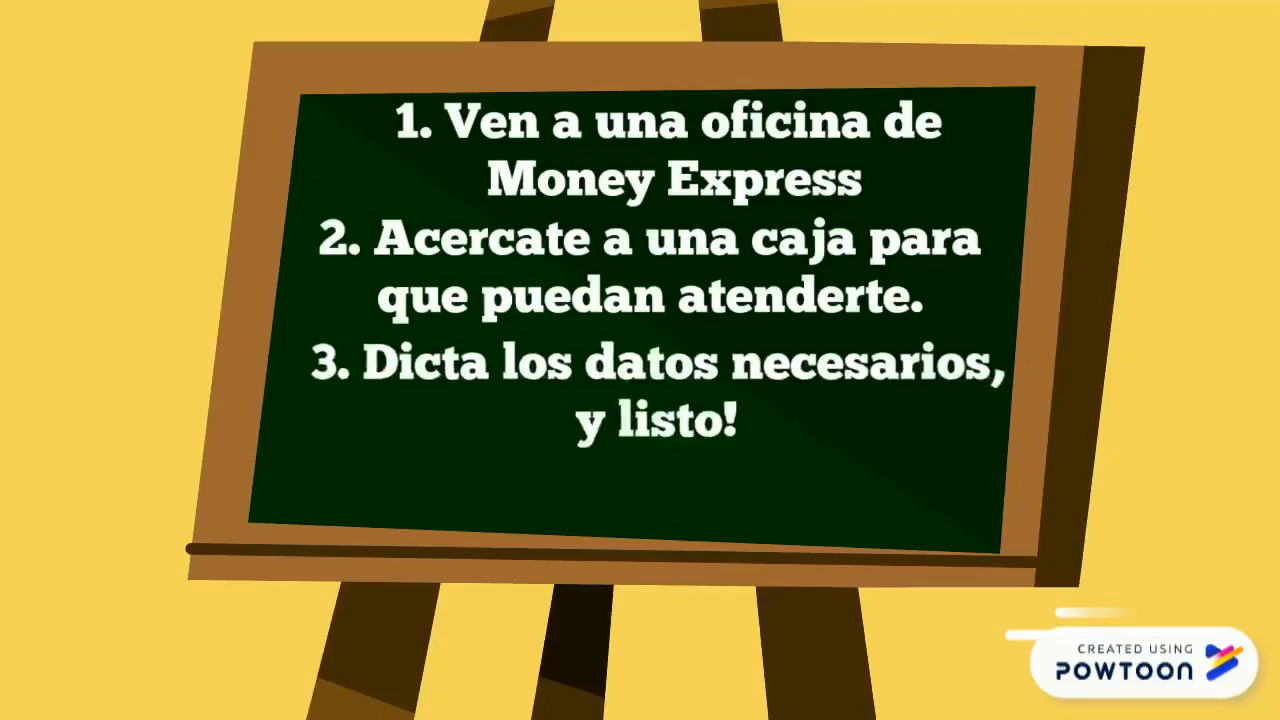 1. Ven a una oficina de
Money Express
2. Acercate a una caja para
que puedan atenderte.
3. Dicta los datos necesarios,
y listo!
CREATED USING
POWTOON